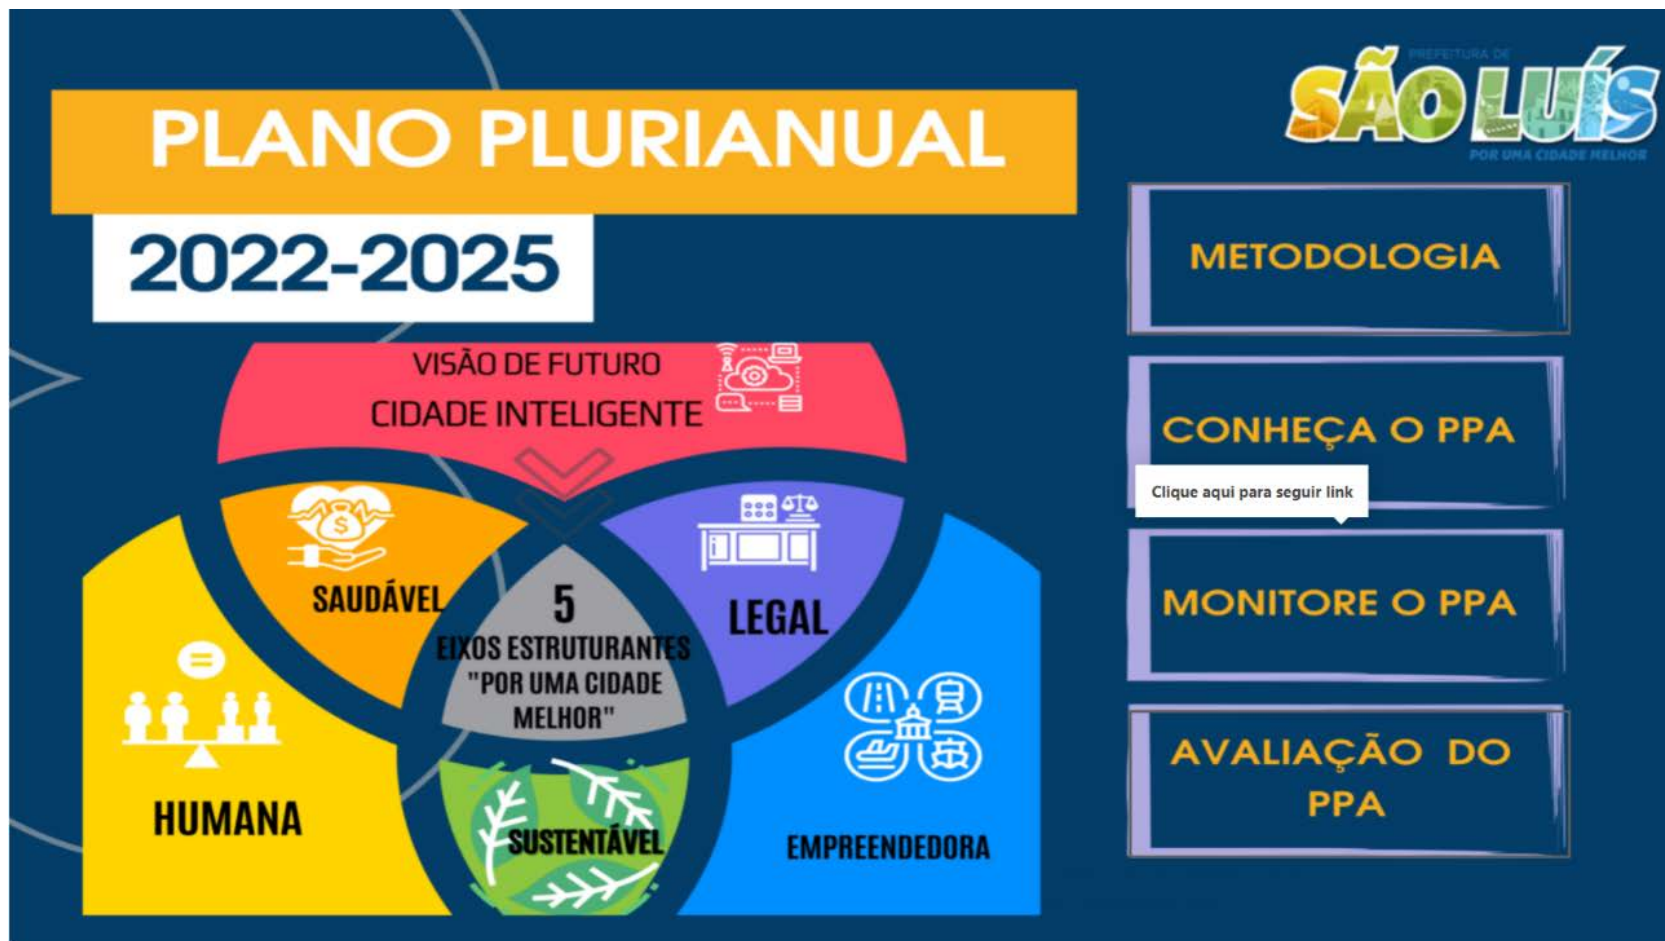 PREFEITURA DE
SÃO LUÍS
POR UMA CIDADE MELHOR
PLANO PLURIANUAL
2022-2025
VISÃO DE FUTURO
CIDADE INTELIGENTE
SAUDÁVEL
LEGAL
5
EIXOS ESTRUTURANTES
"POR UMA CIDADE
MELHOR"
HUMANA
SUSTENTÁVEL
EMPREENDEDORA
METODOLOGIA
CONHEÇA O PPA
Clique aqui para seguir link
MONITORE O PPA
AVALIAÇÃO DO
PPA